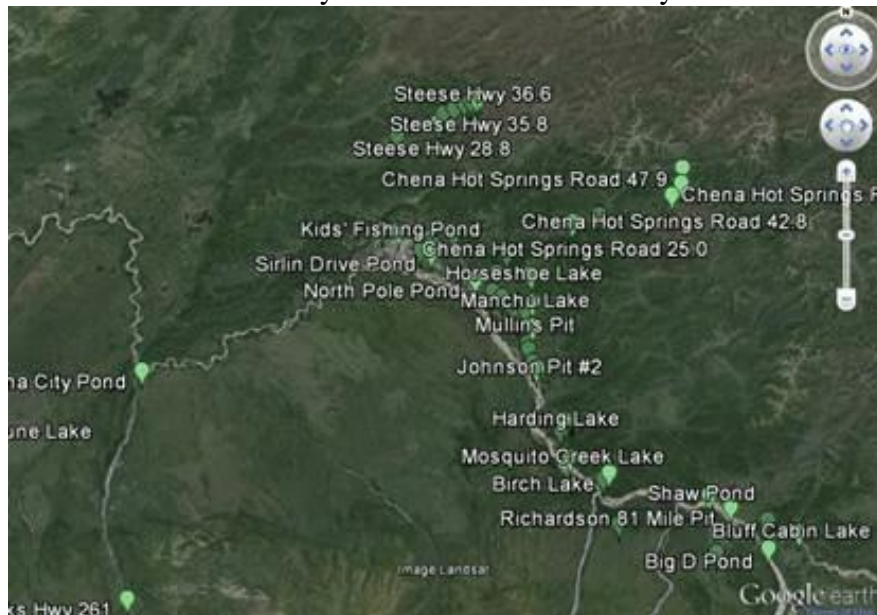 N
Steese Hwy 36.6
Steese Hwy 35.8
Steese Hwy 28.8
Chena Hot Springs Road 47.9
Chena Hot Springs R
Chena Hot Springs Road 42.8
Kids' Fishing Pond
Chena Hot Springs Road 25.0
Sirlin Drive Pond
Horseshoe Lake
North Pole Pond
Manchu Lake
Mullins Pit
Johnson Pit #2
na City Pond
Harding Lake
une Lake
Mosquito Creek Lake
Birch Lake
Shaw Pond
Richardson 81 Mile Pit
Bluff Cabin Lake
Big D Pond
Image Landsat
Google earth
ks Hwy 261